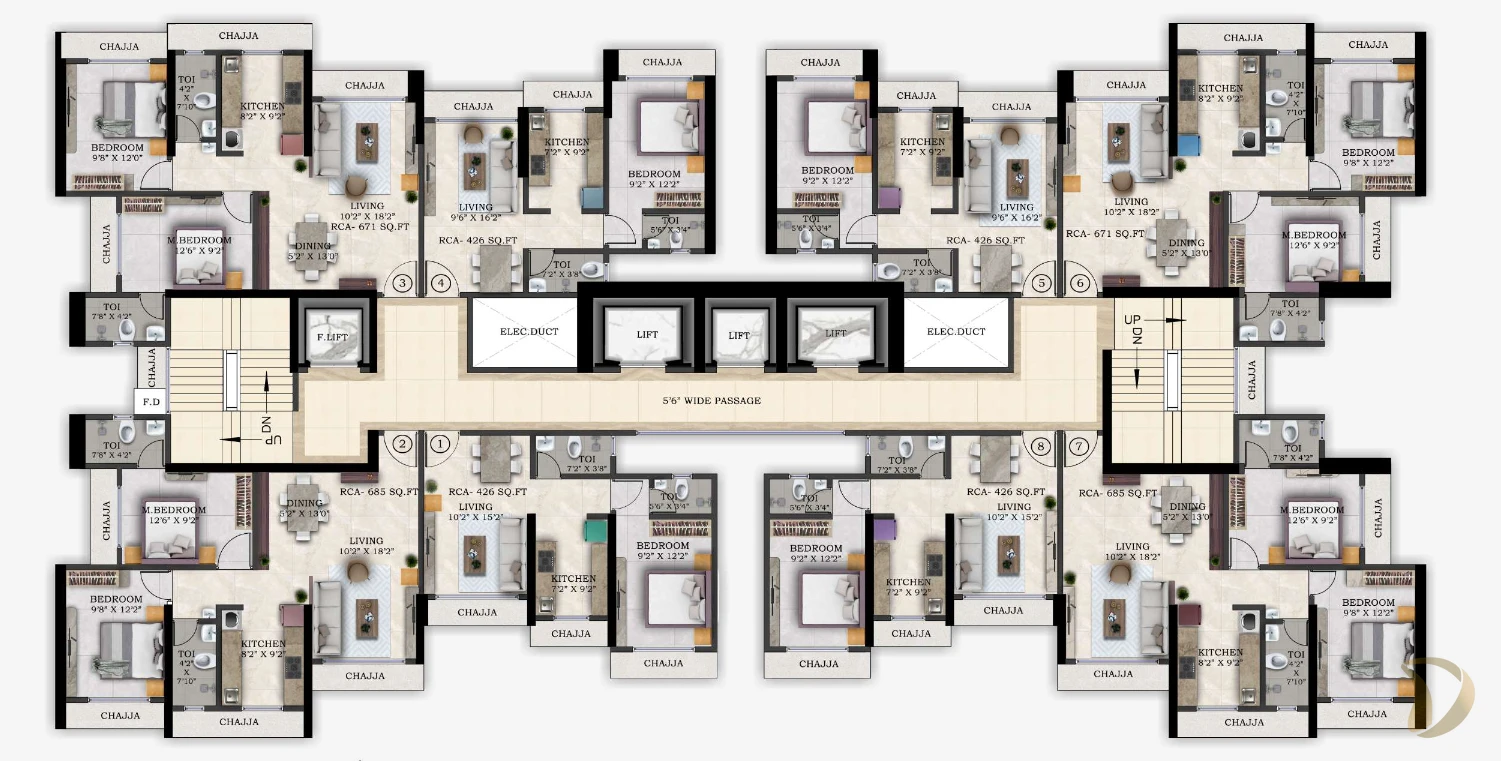 CHAJJA
CHAJJA
TOI
4'2"
X
7'10"
KITCHEN
8'2" X 9'2"
BEDROOM
9'8" X 12'0"
CHAJJA
LIVING
10'2" X 18'2"
RCA- 671 SQ.FT
CHAJJA
M.BEDROOM
12'6" X 9'2"
DINING
5'2" X 13'0"
3
TOI
7'8" X 4'2"
CHAJJA
LIVING
9'6" X 16'2"
RCA- 426 SQ.FT
CHAJJA
KITCHEN
7'2" X 9'2"
CHAJJA
BEDROOM
9'2" X 12'2"
TOI
5'6" X 3'4"
TOI
7'2" X 3'8"
4
CHAJJA
BEDROOM
9'2" X 12'2"
TOI
5'6" X 3'4"
CHAJJA
KITCHEN
7'2" X 9'2"
CHAJJA
LIVING
9'6" X 16'2"
RCA- 426 SQ.FT
TOI
7'2" X 3'8"
5
CHAJJA
LIVING
10'2" X 18'2"
RCA- 671 SQ.FT
DINING
5'2" X 13'0"
6
CHAJJA
KITCHEN
8'2" X 9'2"
TOI
4'2"
X
7'10"
CHAJJA
BEDROOM
9'8" X 12'2"
M.BEDROOM
12'6" X 9'2"
CHAJJA
TOI
7'8" X 4'2"
CHAJJA
F.D
UP
DN
F.LIFT
ELEC.DUCT
LIFT
LIFT
LIFT
ELEC.DUCT
5'6" WIDE PASSAGE
UP
DN
CHAJJA
TOI
7'8" X 4'2"
CHAJJA
M.BEDROOM
12'6" X 9'2"
DINING
5'2" X 13'0"
2
RCA- 685 SQ.FT
LIVING
10'2" X 18'2"
CHAJJA
BEDROOM
9'8" X 12'2"
TOI
4'2"
X
7'10"
KITCHEN
8'2" X 9'2"
CHAJJA
CHAJJA
1
RCA- 426 SQ.FT
LIVING
10'2" X 15'2"
TOI
7'2" X 3'8"
TOI
5'6" X 3'4"
BEDROOM
9'2" X 12'2"
KITCHEN
7'2" X 9'2"
CHAJJA
CHAJJA
CHAJJA
TOI
7'2" X 3'8"
8
TOI
5'6" X 3'4"
RCA- 426 SQ.FT
LIVING
10'2" X 15'2"
BEDROOM
9'2" X 12'2"
KITCHEN
7'2" X 9'2"
CHAJJA
CHAJJA
CHAJJA
7
RCA- 685 SQ.FT
DINING
5'2" X 13'0"
LIVING
10'2" X 18'2"
CHAJJA
TOI
7'8" X 4'2"
M.BEDROOM
12'6" X 9'2"
CHAJJA
BEDROOM
9'8" X 12'2"
KITCHEN
8'2" X 9'2"
TOI
4'2"
X
7'10"
CHAJJA
CHAJJA